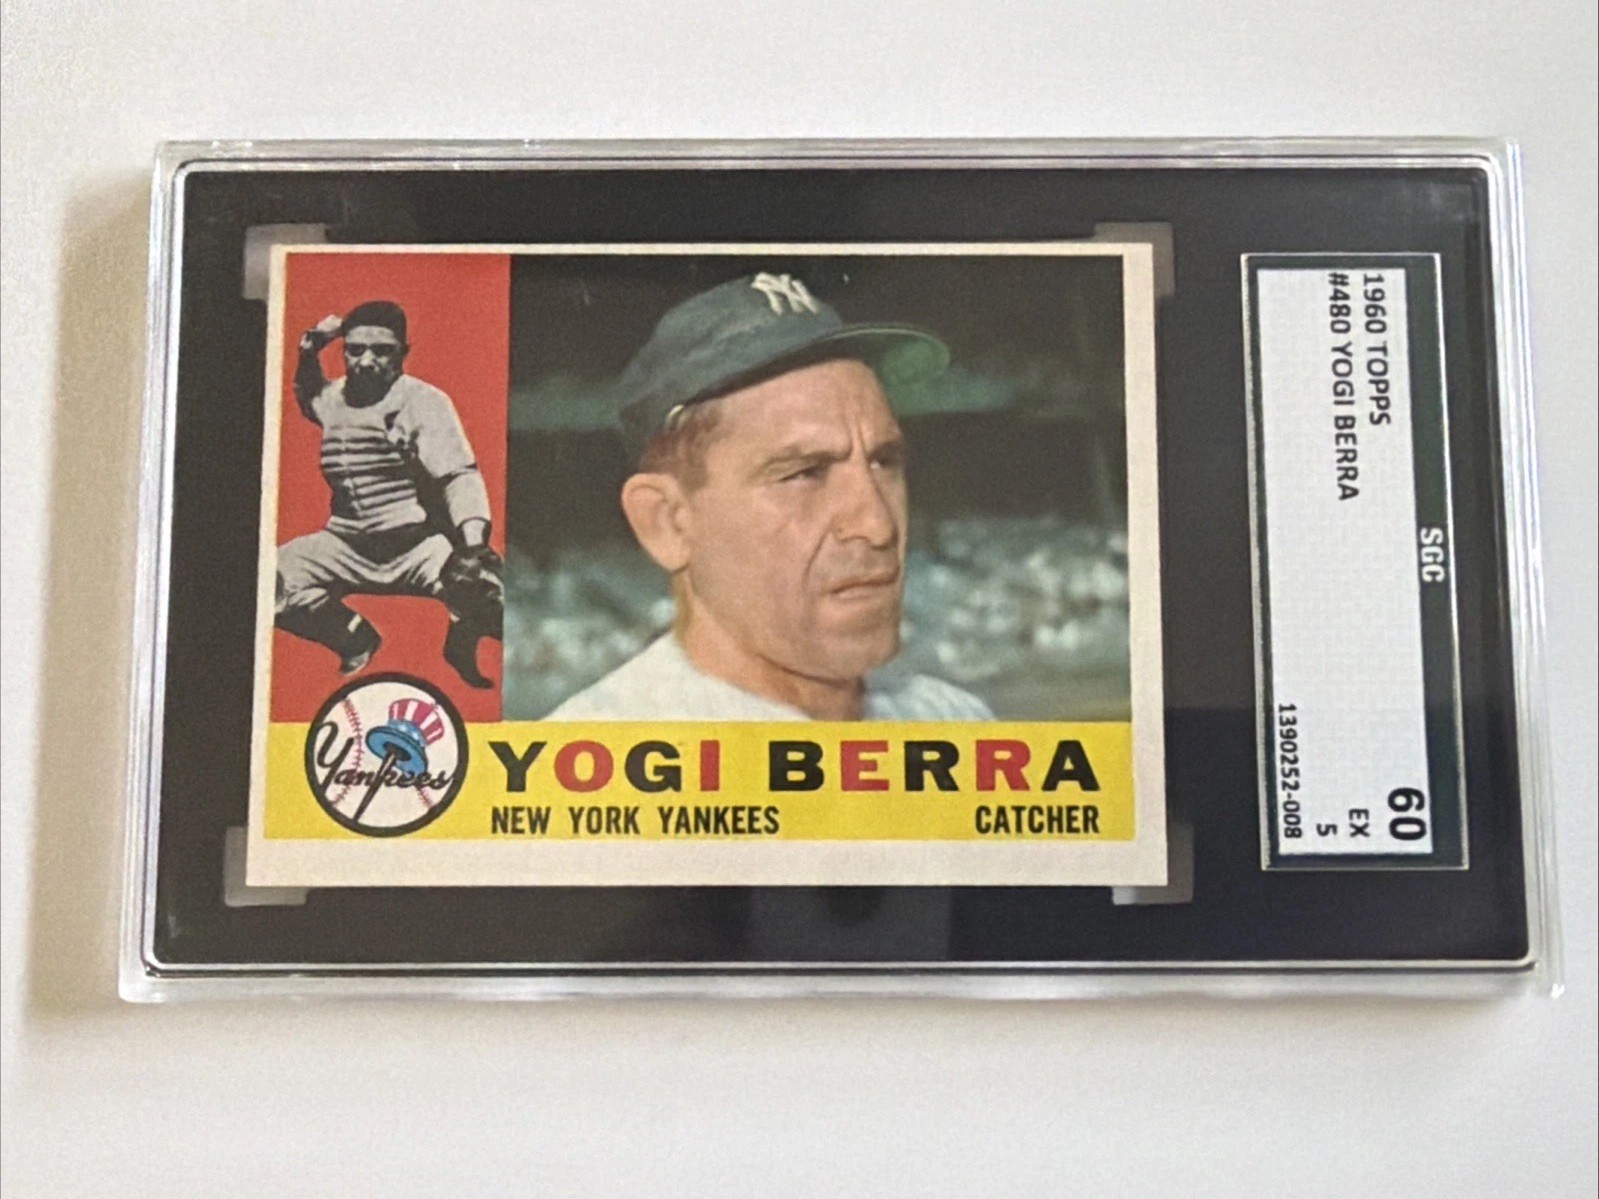 NY
Yankees
YOGI BERRA
NEW YORK YANKEES CATCHER
SGC
1960 TOPPS
#480 YOGI BERRA
60
EX
5
1390252-008